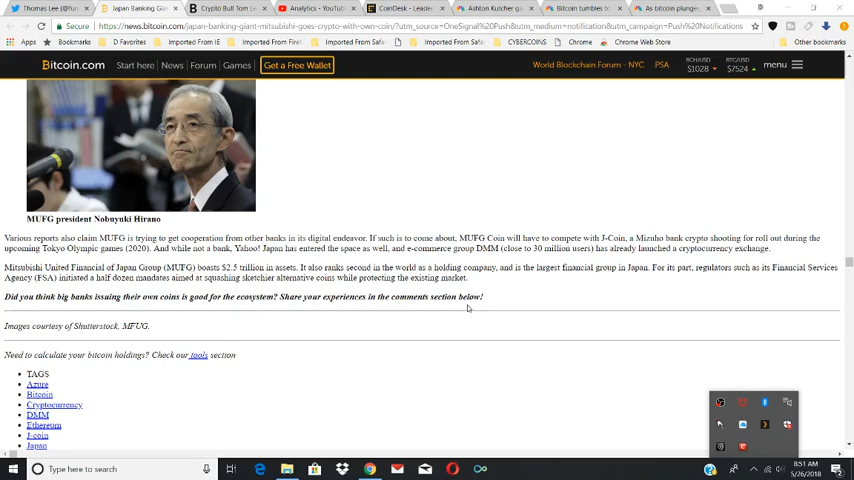 Thomas Lee (@fun
Japan Banking Gian
Crypto Bull Tom Le
Analytics - YouTub
CoinDesk - Leader
Ashton Kutcher ge
Bitcoin tumbles to
As bitcoin plunges
Secure https://news.bitcoin.com/japan-banking-giant-mitsubishi-goes-crypto-with-own-coin/?utm_source=OneSignal%20Push&utm_medium=notification&utm_campaign=Push%20Notifications
Apps Bookmarks D Favorites Imported From IE Imported From Safari Imported From Safari CYBERCOINS Chrome Chrome Web Store Other bookmarks
Bitcoin.com Start here News Forum Games Get a Free Wallet World Blockchain Forum - NYC PSA BCH/USD $1028 BTC/USD $7524 menu
MUFG president Nobuyuki Hirano
Various reports also claim MUFG is trying to get cooperation from other banks in its digital endeavor. If such is to come about, MUFG Coin will have to compete with J-Coin, a Mizuho bank crypto shooting for roll out during the
upcoming Tokyo Olympic games (2020). And while not a bank, Yahoo! Japan has entered the space as well, and e-commerce group DMM (close to 30 million users) has already launched a cryptocurrency exchange.
Mitsubishi United Financial of Japan Group (MUFG) boasts $2.5 trillion in assets. It also ranks second in the world as a holding company, and is the largest financial group in Japan. For its part, regulators such as its Financial Services
Agency (FSA) initiated a half dozen mandates aimed at squashing sketchier alternative coins while protecting the existing market.
Did you think big banks issuing their own coins is good for the ecosystem? Share your experiences in the comments section below!
Images courtesy of Shutterstock, MFUG.
Need to calculate your bitcoin holdings? Check our tools section
TAGS
Azure
Bitcoin
Cryptocurrency
DMM
Ethereum
J-coin
Japan
Type here to search
8:51 AM
5/26/2018